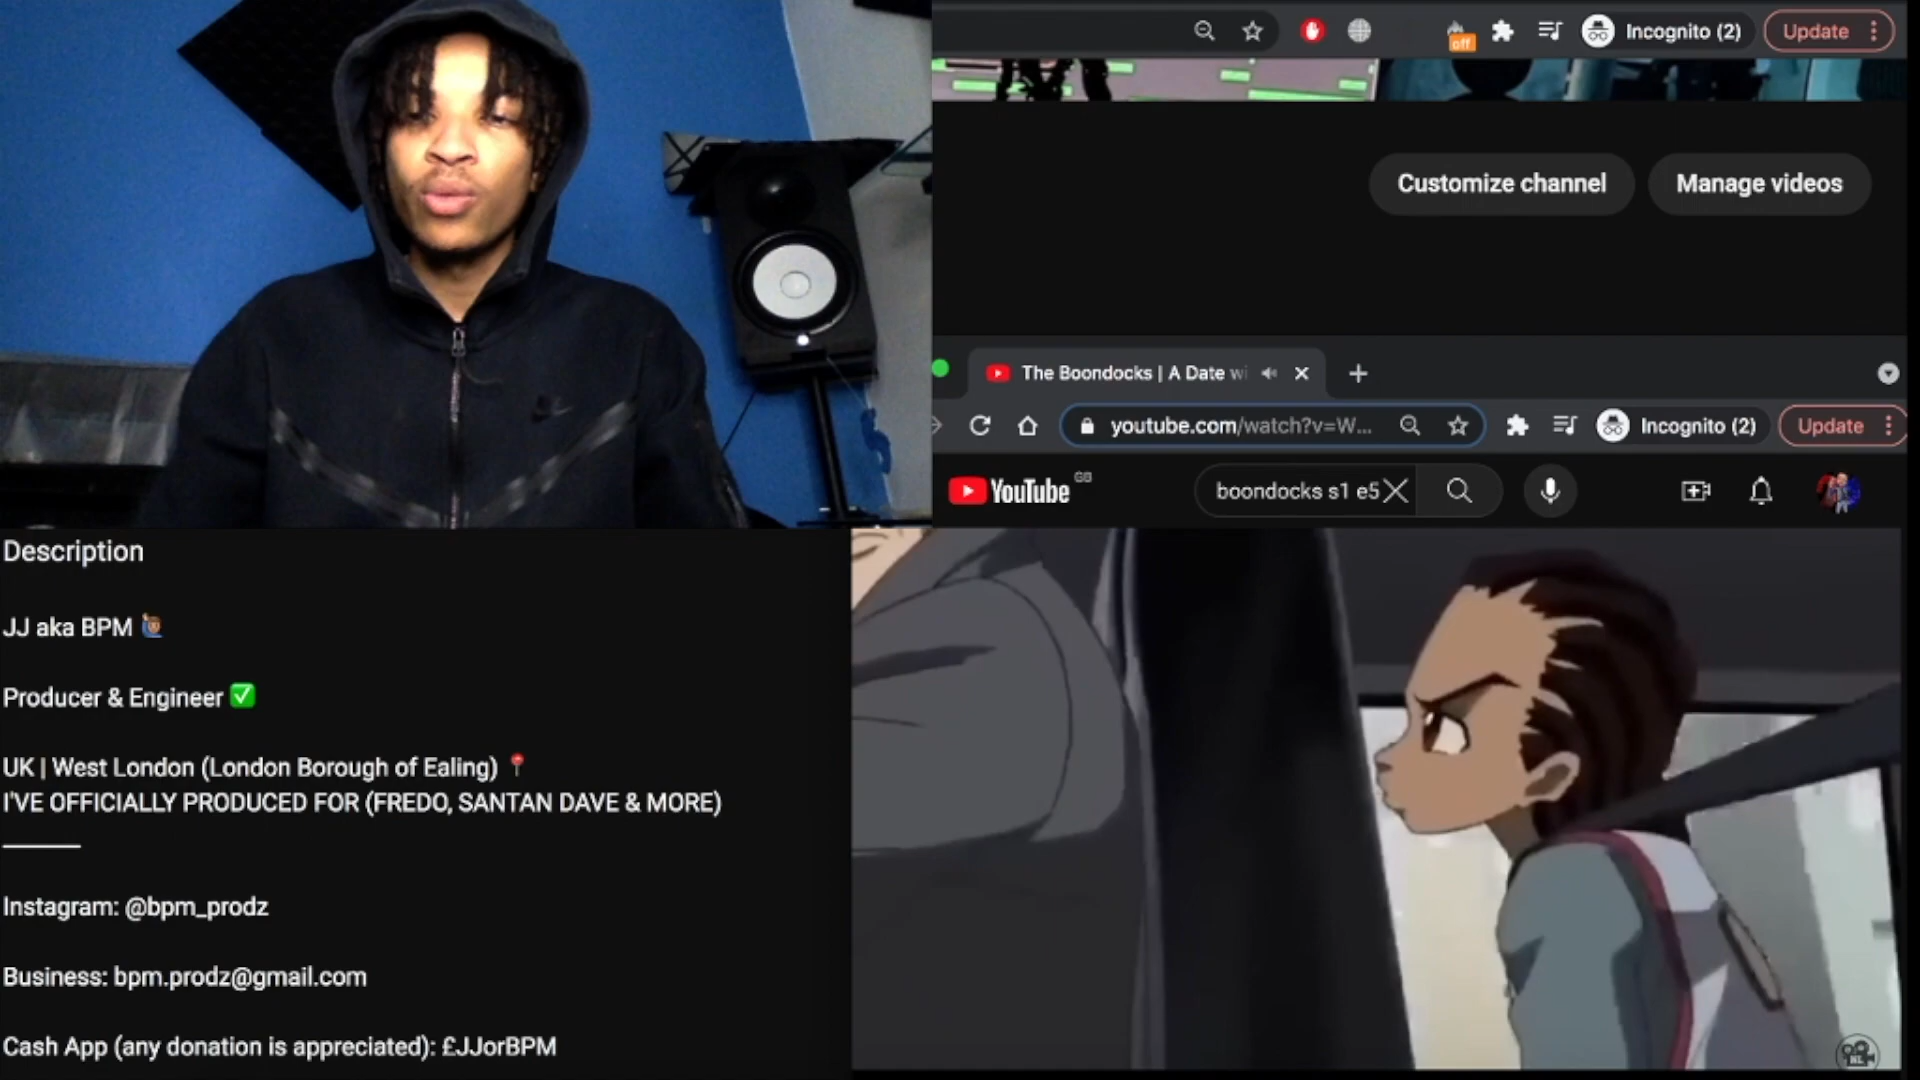 Incognito (2)
Update
off
Customize channel
Manage videos
The Boondocks | A Date wi
youtube.com/watch?v=W...
Incognito (2)
Update
YouTube GB
boondocks s1 e5
Description
JJ aka BPM 🙋🏽‍♂️
Producer & Engineer ✅
UK | West London (London Borough of Ealing) 📍
I'VE OFFICIALLY PRODUCED FOR (FREDO, SANTAN DAVE & MORE)
Instagram: @bpm_prodz
Business: bpm.prodz@gmail.com
Cash App (any donation is appreciated): £JJorBPM